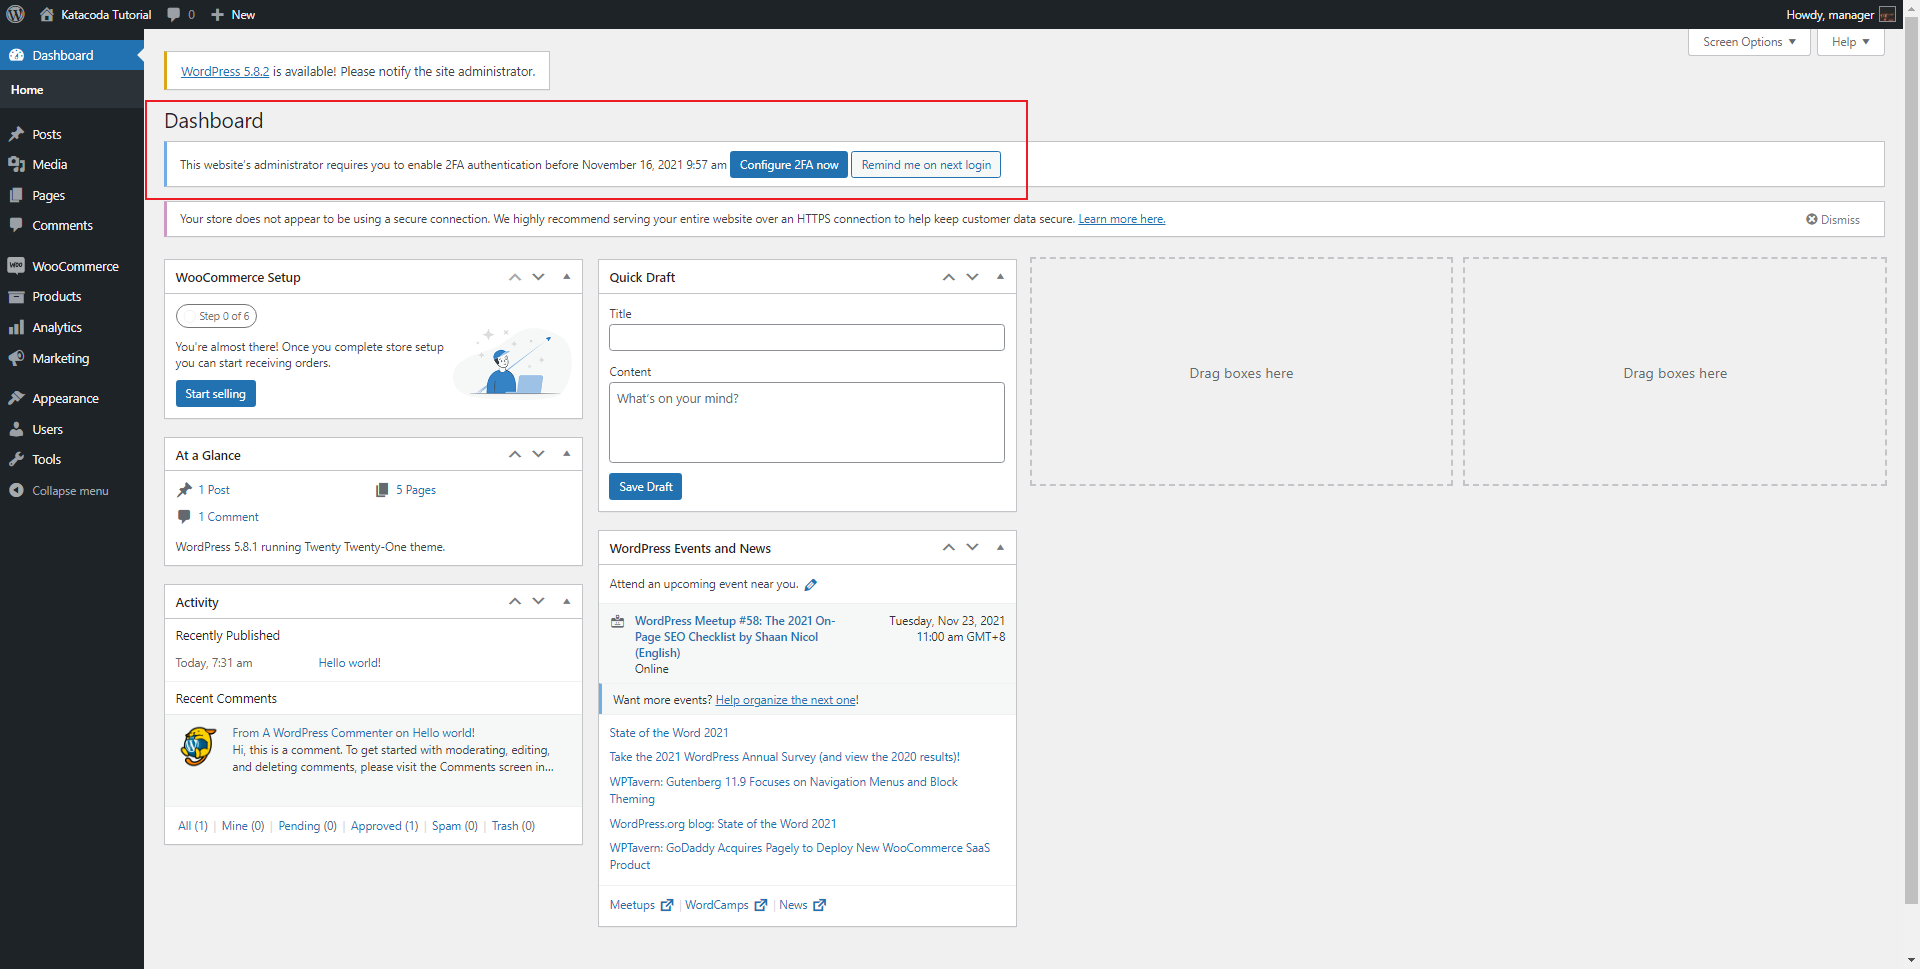 Katacoda Tutorial
0
New
Howdy, manager
Dashboard
Home
Posts
Media
Pages
Comments
WooCommerce
Products
Analytics
Marketing
Appearance
Users
Tools
Collapse menu
Screen Options
Help
WordPress 5.8.2 is available! Please notify the site administrator.
Dashboard
This website's administrator requires you to enable 2FA authentication before November 16, 2021 9:57 am Configure 2FA now Remind me on next login
Your store does not appear to be using a secure connection. We highly recommend serving your entire website over an HTTPS connection to help keep customer data secure. Learn more here.
Dismiss
WooCommerce Setup
Step 0 of 6
You're almost there! Once you complete store setup
you can start receiving orders.
Start selling
At a Glance
1 Post
5 Pages
1 Comment
WordPress 5.8.1 running Twenty Twenty-One theme.
Activity
Recently Published
Today, 7:31 am
Hello world!
Recent Comments
From A WordPress Commenter on Hello world!
Hi, this is a comment. To get started with moderating, editing,
and deleting comments, please visit the Comments screen in...
All (1) | Mine (0) | Pending (0) | Approved (1) | Spam (0) | Trash (0)
Quick Draft
Title
Content
What's on your mind?
Save Draft
WordPress Events and News
Attend an upcoming event near you.
WordPress Meetup #58: The 2021 On-
Page SEO Checklist by Shaan Nicol
(English)
Online
Tuesday, Nov 23, 2021
11:00 am GMT+8
Want more events? Help organize the next one!
State of the Word 2021
Take the 2021 WordPress Annual Survey (and view the 2020 results)!
WPTavern: Gutenberg 11.9 Focuses on Navigation Menus and Block
Theming
WordPress.org blog: State of the Word 2021
WPTavern: GoDaddy Acquires Pagely to Deploy New WooCommerce SaaS
Product
Meetups | WordCamps | News
Drag boxes here
Drag boxes here